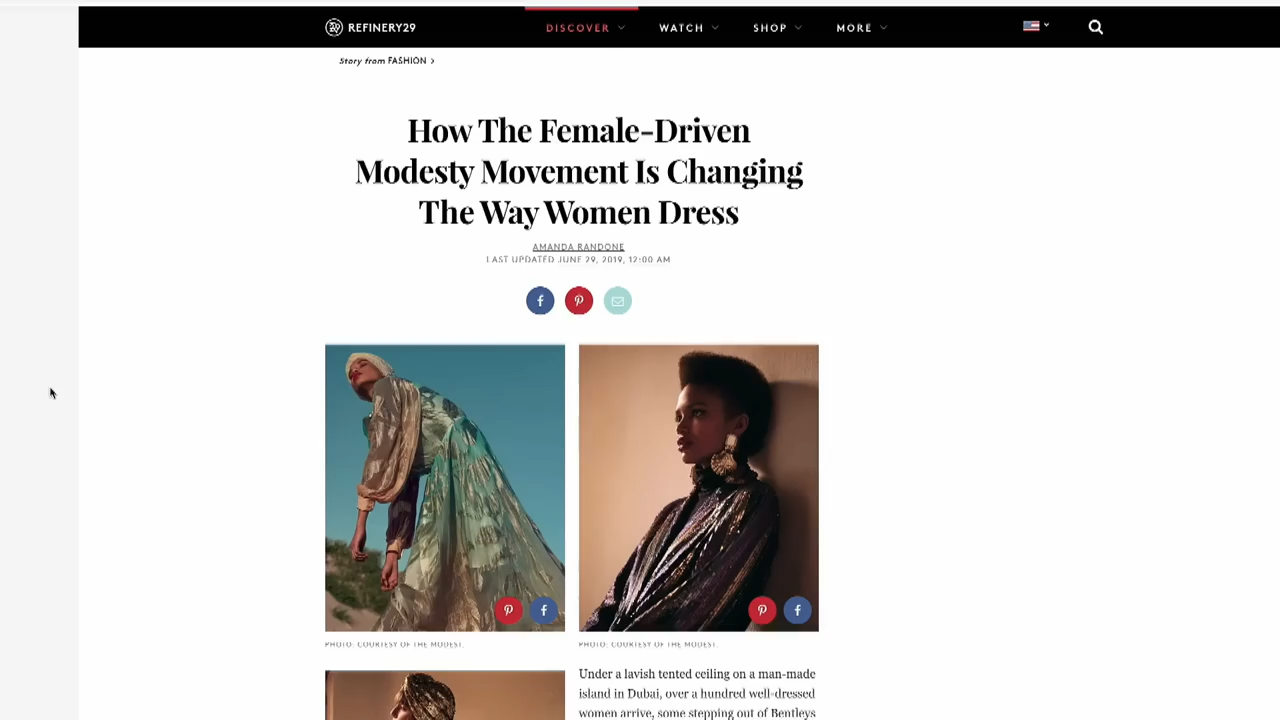 REFINERY29
DISCOVER
WATCH
SHOP
MORE
Story from FASHION >
How The Female-Driven
Modesty Movement Is Changing
The Way Women Dress
AMANDA RANDONE
LAST UPDATED JUNE 29, 2019, 12:00 AM
PHOTO: COURTESY OF THE MODEST.
PHOTO: COURTESY OF THE MODEST.
Under a lavish tented ceiling on a man-made
island in Dubai, over a hundred well-dressed
women arrive, some stepping out of Bentleys